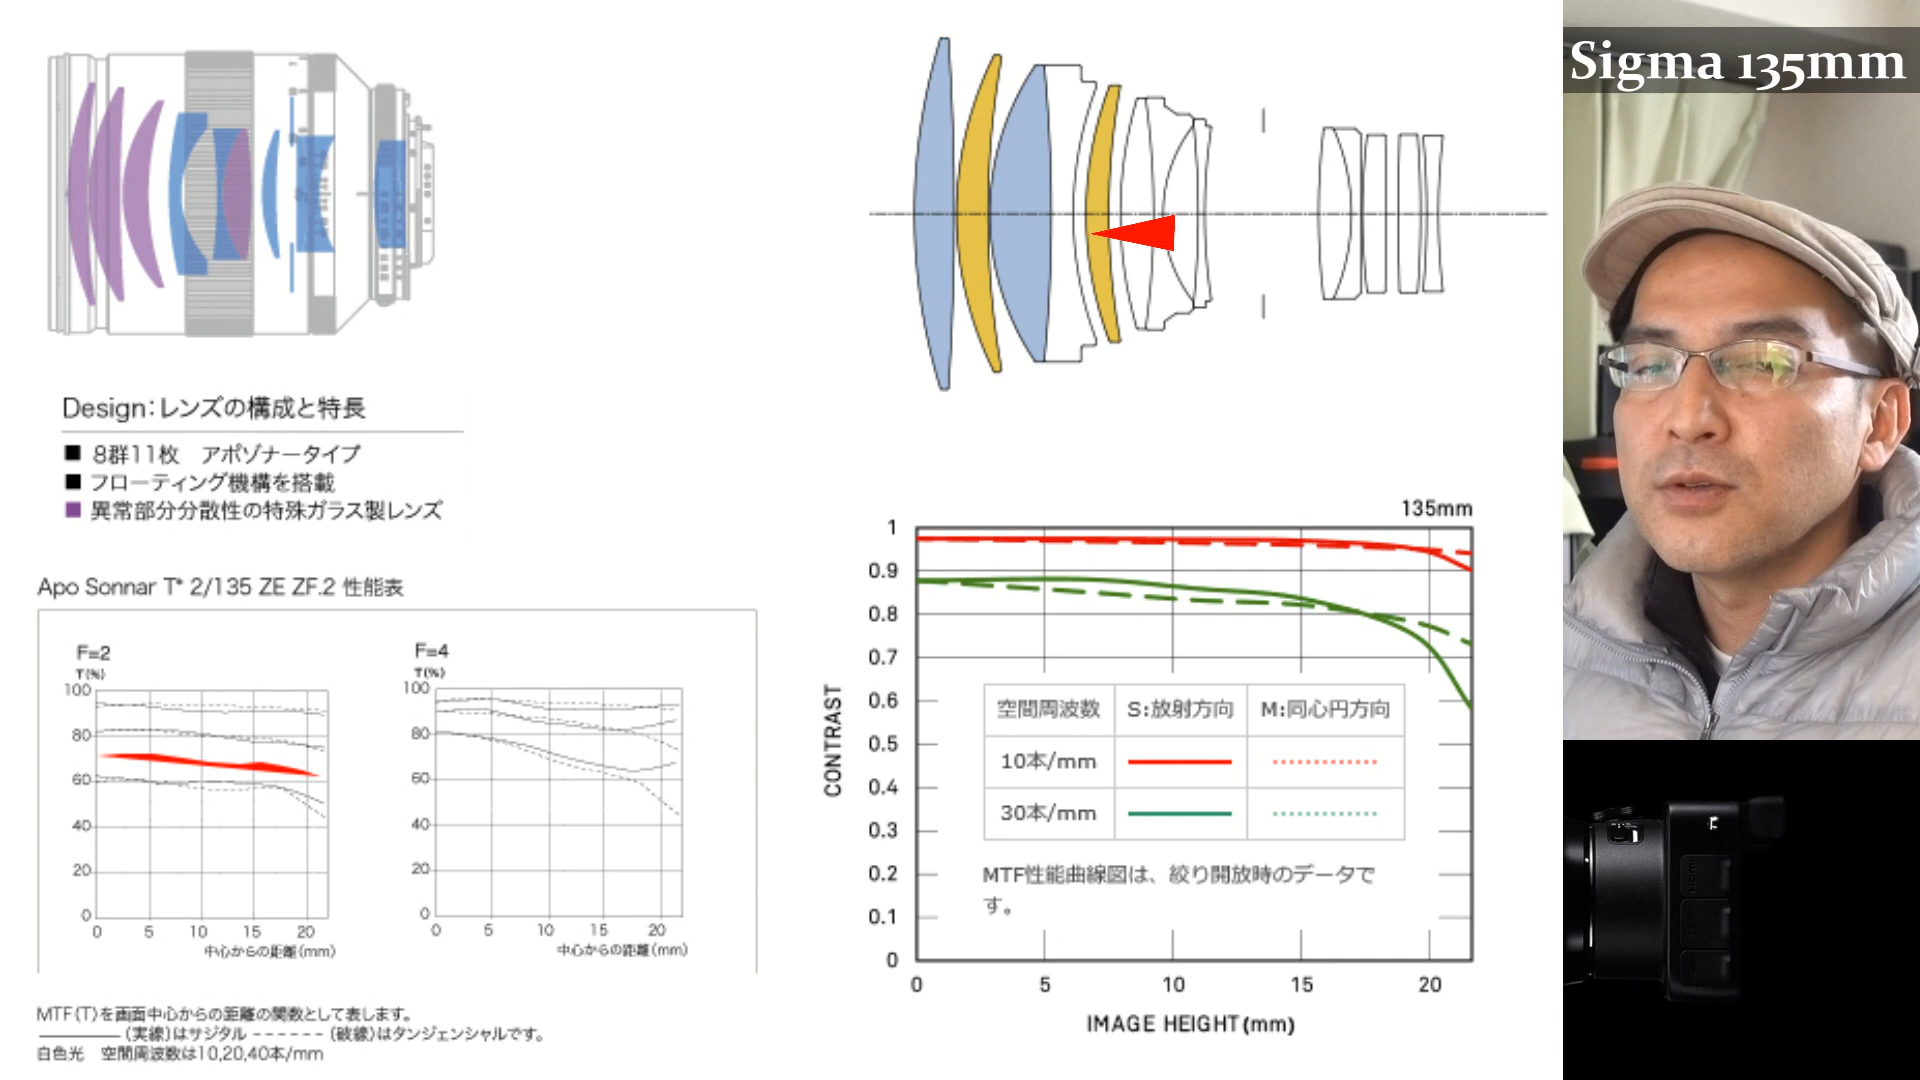 Sigma 135mm
Design:レンズの構成と特長
■ 8群11枚 アポゾナータイプ
■ フローティング機構を搭載
■ 異常部分分散性の特殊ガラス製レンズ
Apo Sonnar T* 2/135 ZE ZF.2 性能表
F=2
T(%)
100
80
60
40
20
0
0 5 10 15 20
中心からの距離(mm)
F=4
T(%)
100
80
60
40
20
0
0 5 10 15 20
中心からの距離(mm)
MTF(T)を画面中心からの距離の関数として表します。
(実線)はサジタル - - - - - - (破線)はタンジェンシャルです。
白色光 空間周波数は10,20,40本/mm
135mm
CONTRAST
1
0.9
0.8
0.7
0.6
0.5
0.4
0.3
0.2
0.1
0
空間周波数 S:放射方向 M:同心円方向
10本/mm
30本/mm
MTF性能曲線図は、絞り開放時のデータで
す。
0 5 10 15 20
IMAGE HEIGHT(mm)